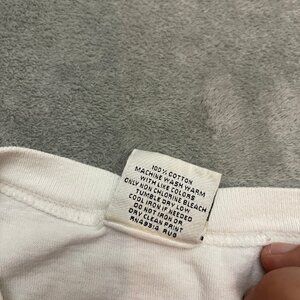 100% COTTON
MACHINE WASH WARM
WITH LIKE COLORS
ONLY NON CHLORINE BLEACH
TUMBLE DRY LOW
COOL IRON IF NEEDED
DO NOT IRON OR
DRY CLEAN PRINT